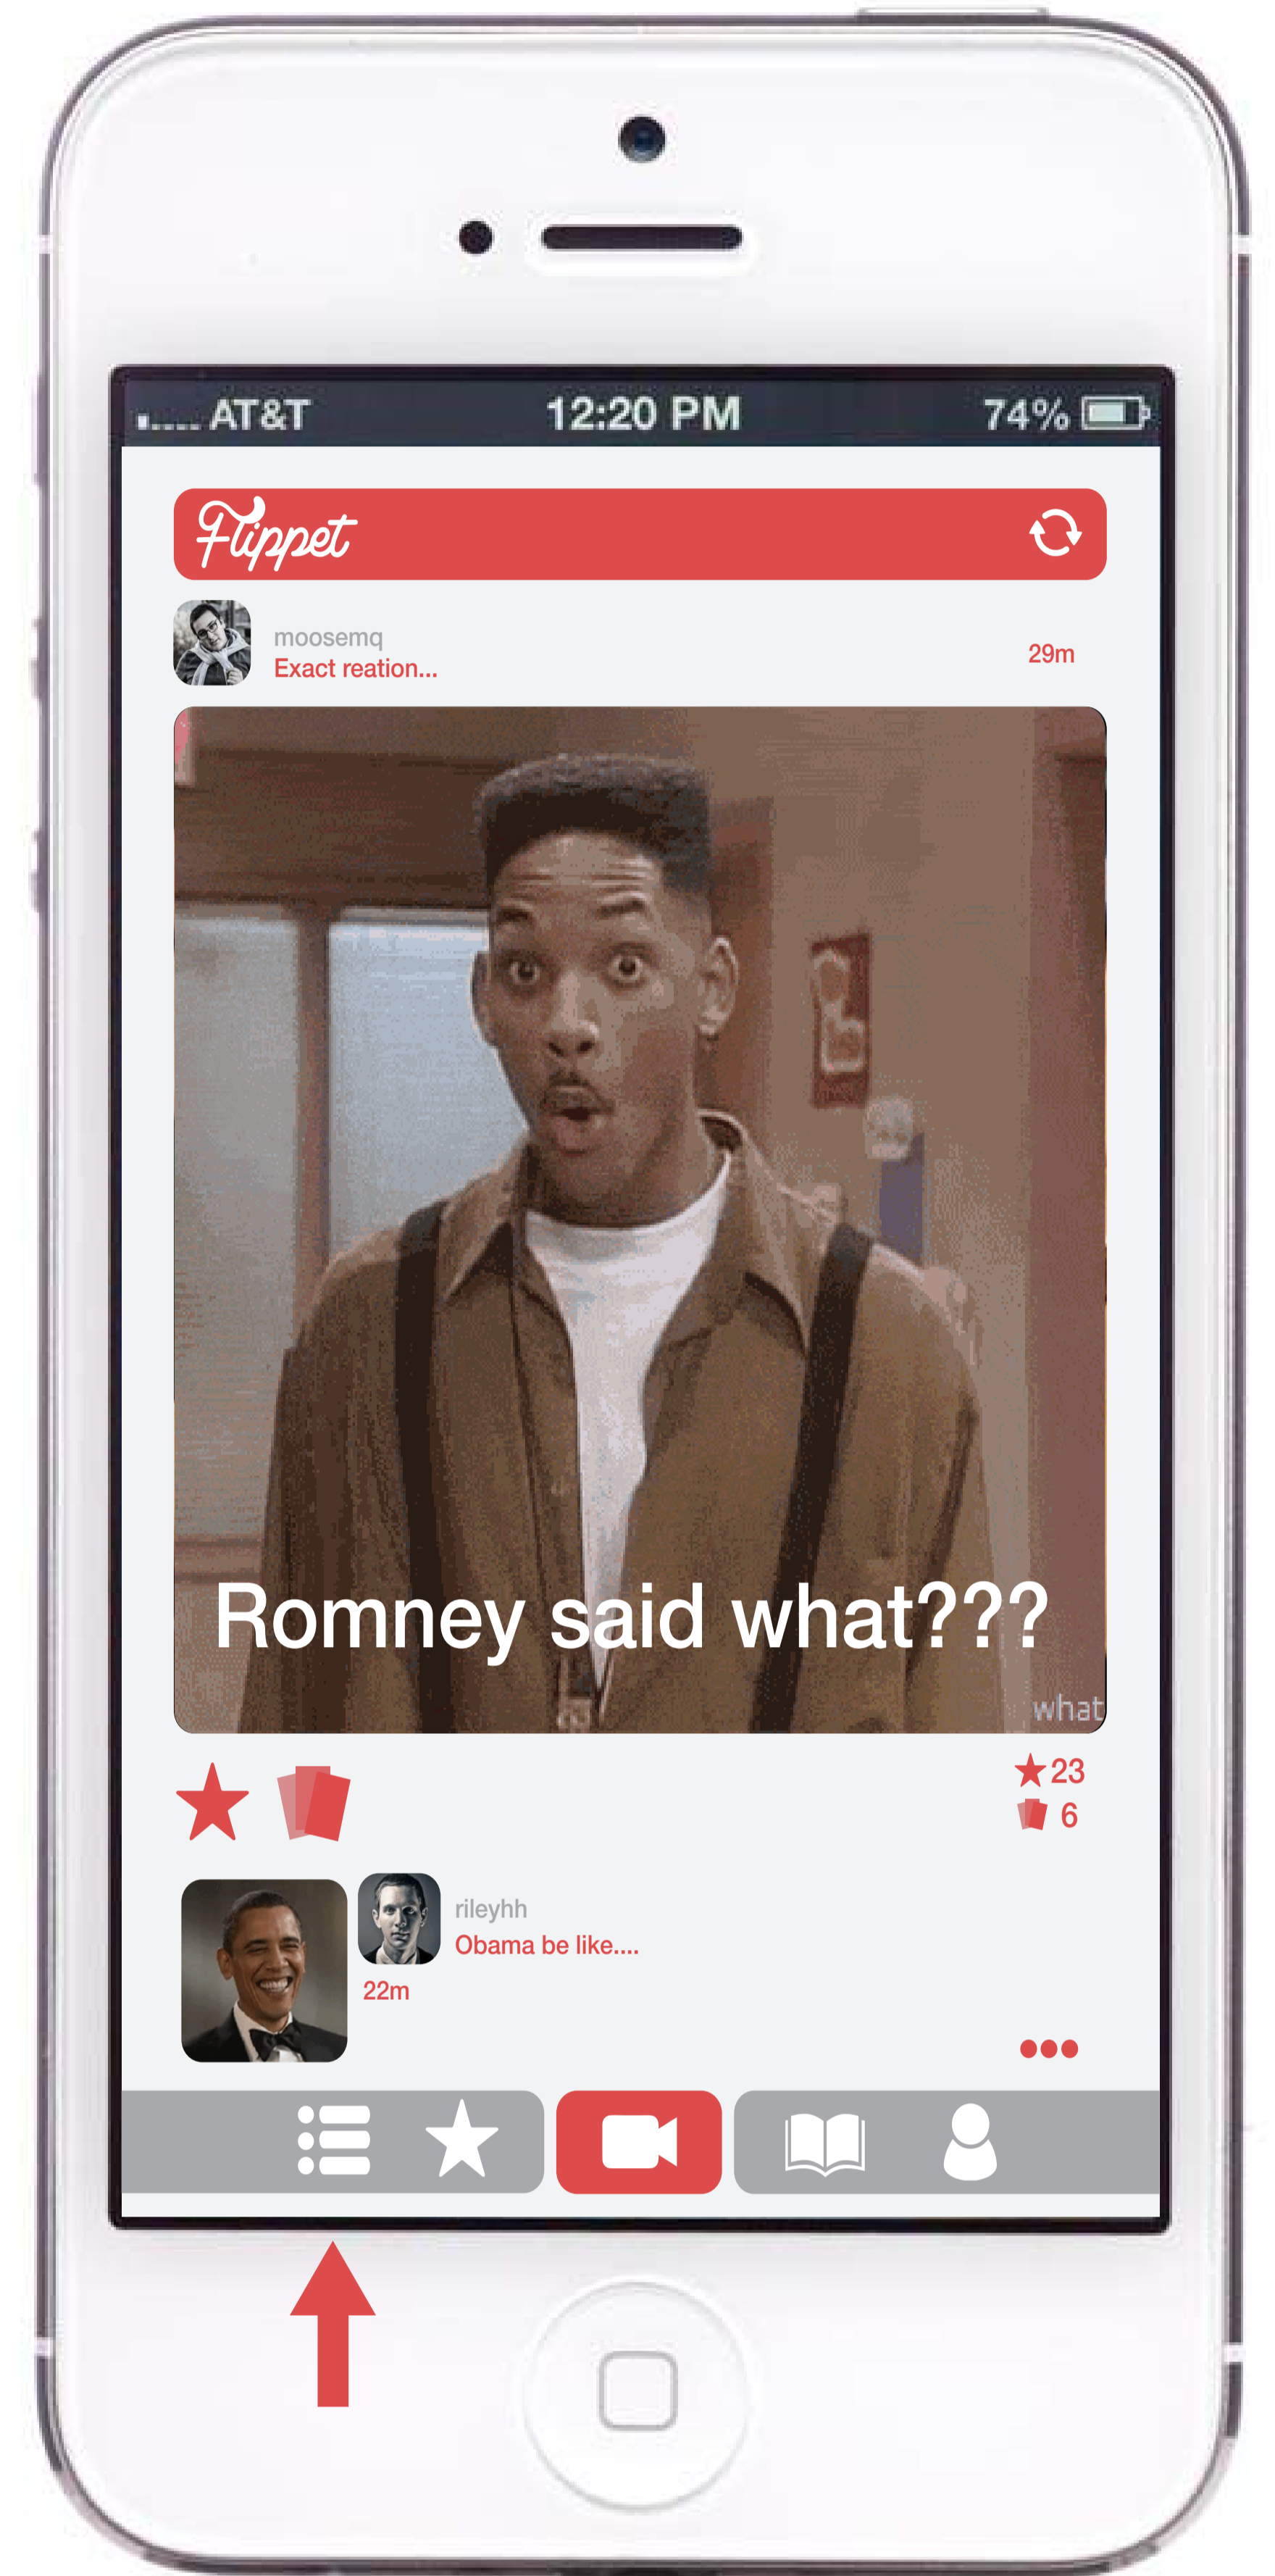 AT&T 12:20 PM 74%
Flippet
moosemq
Exact reation...
29m
Romney said what???
what
23
6
rileyhh
Obama be like....
22m